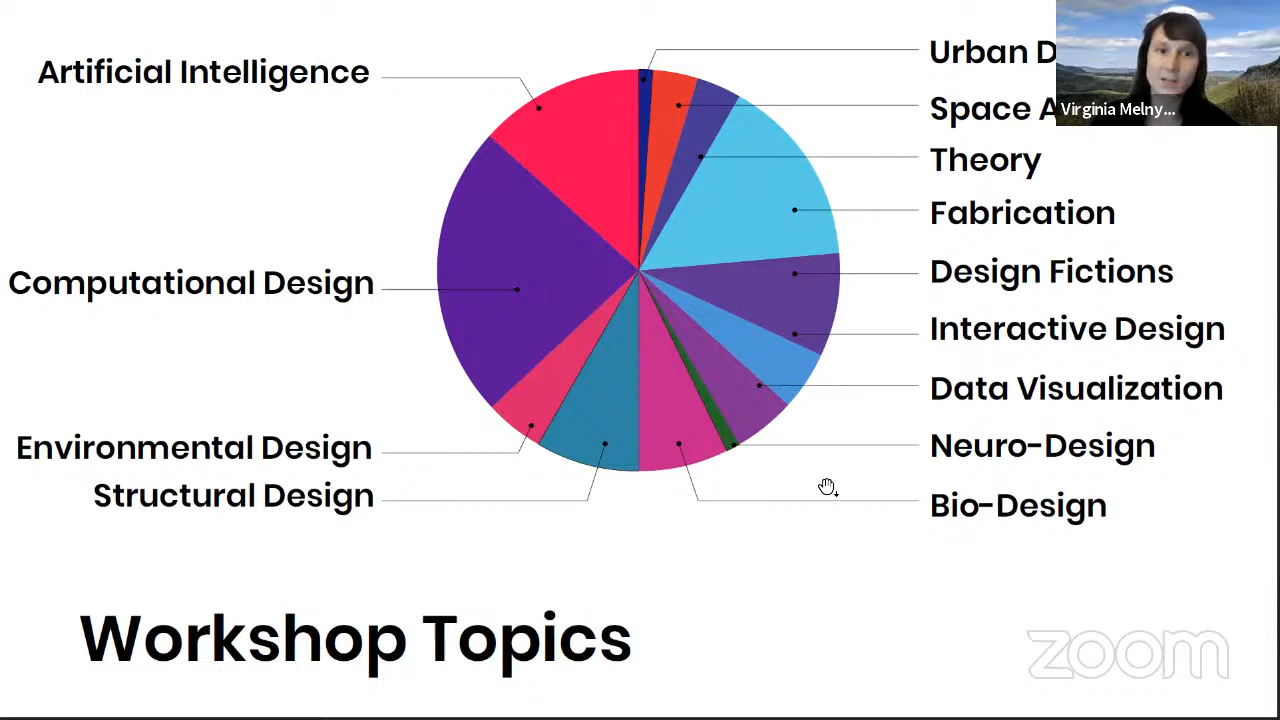 Artificial Intelligence
Computational Design
Environmental Design
Structural Design
Urban D
Space A
Theory
Fabrication
Design Fictions
Interactive Design
Data Visualization
Neuro-Design
Bio-Design
Virginia Melny...
Workshop Topics
zoom